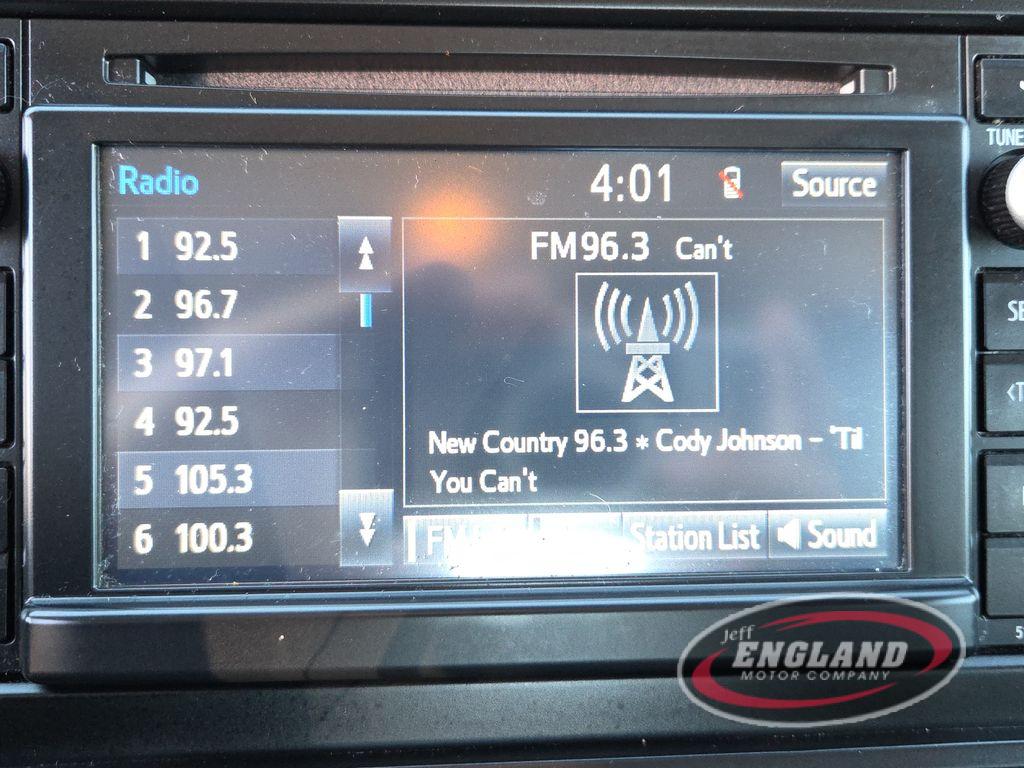 Radio
4:01
Source
1 92.5
2 96.7
3 97.1
4 92.5
5 105.3
6 100.3
FM96.3 Can't
New Country 96.3 * Cody Johnson - 'Til
You Can't
FM
Station List
Sound
TUNE
Jeff
ENGLAND
MOTOR COMPANY